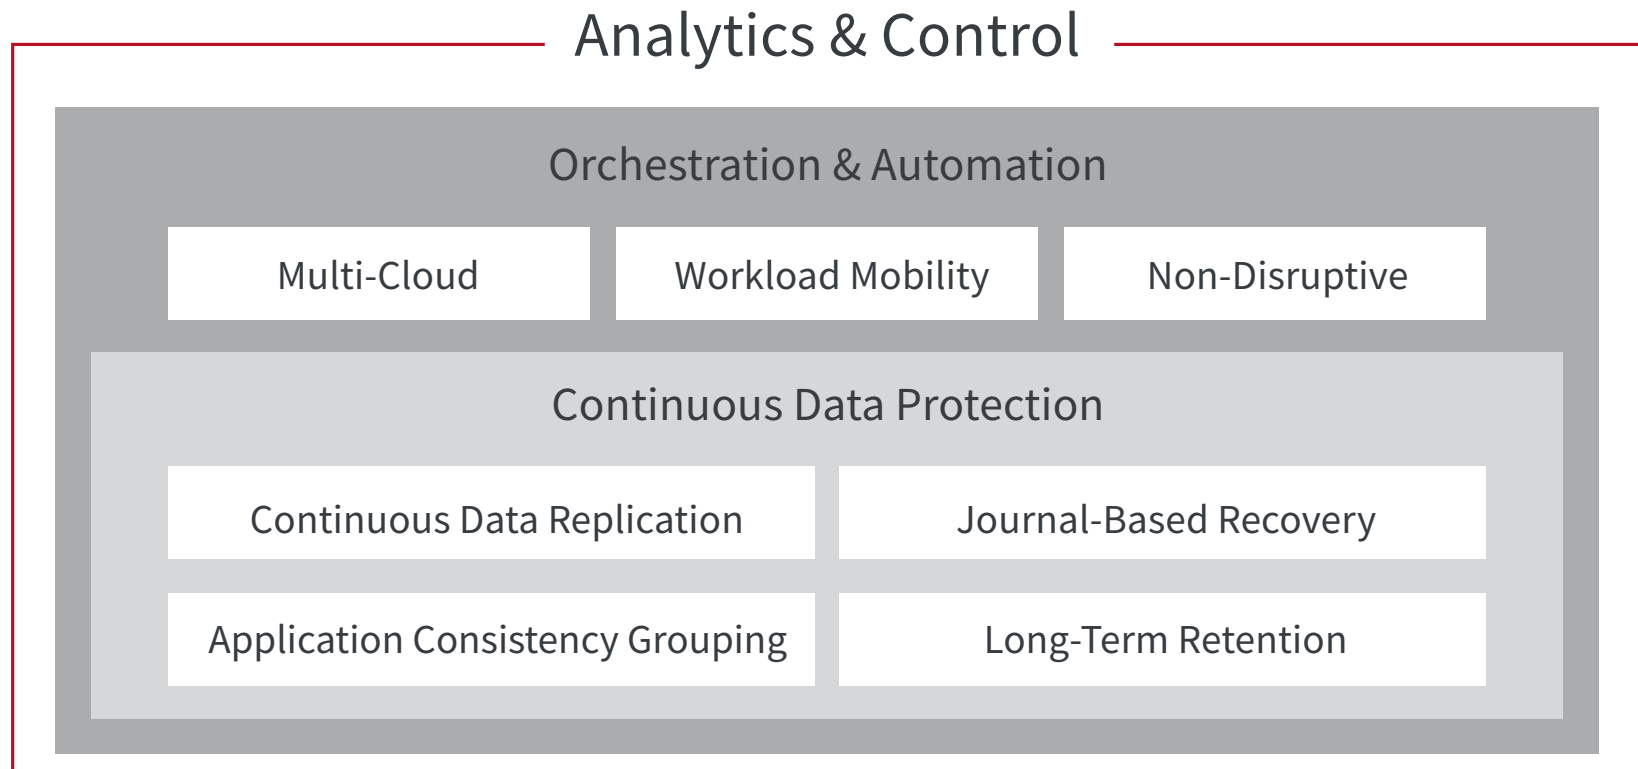 Analytics & Control
Orchestration & Automation
Multi-Cloud
Workload Mobility
Non-Disruptive
Continuous Data Protection
Continuous Data Replication
Journal-Based Recovery
Application Consistency Grouping
Long-Term Retention